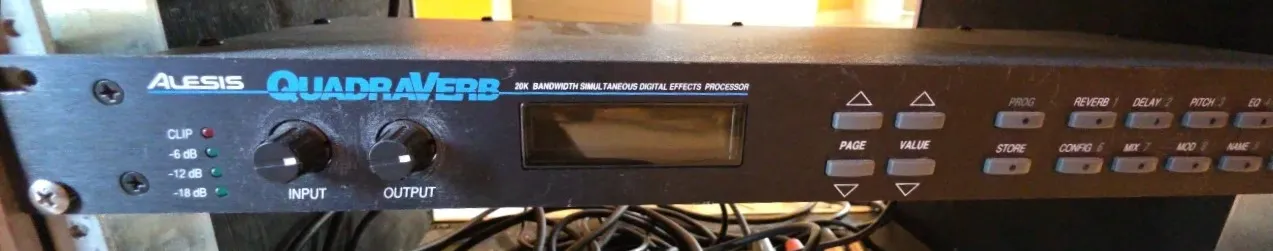 ALESIS QUADRAVERB 20K BANDWIDTH SIMULTANEOUS DIGITAL EFFECTS PROCESSOR
CLIP
-6 dB
-12 dB
-18 dB
INPUT
OUTPUT
PAGE
VALUE
PROG
REVERB 1
DELAY 2
PITCH 3
EQ 4
STORE
CONFIG 6
MIX 7
MOD 8
NAME 9